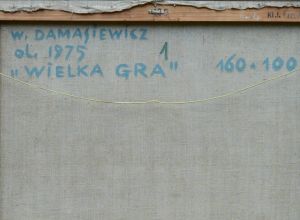 W. DAMASIEWICZ
ol. 1975
1
„WIELKA GRA" 160 × 100